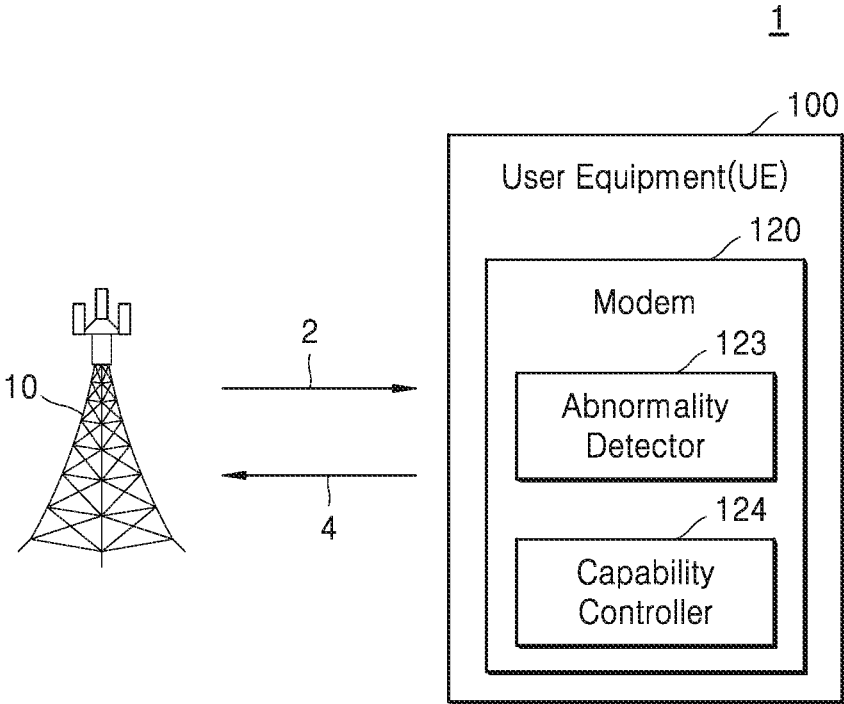 1
100
User Equipment(UE)
120
Modem
123
Abnormality
Detector
2
10
4
124
Capability
Controller